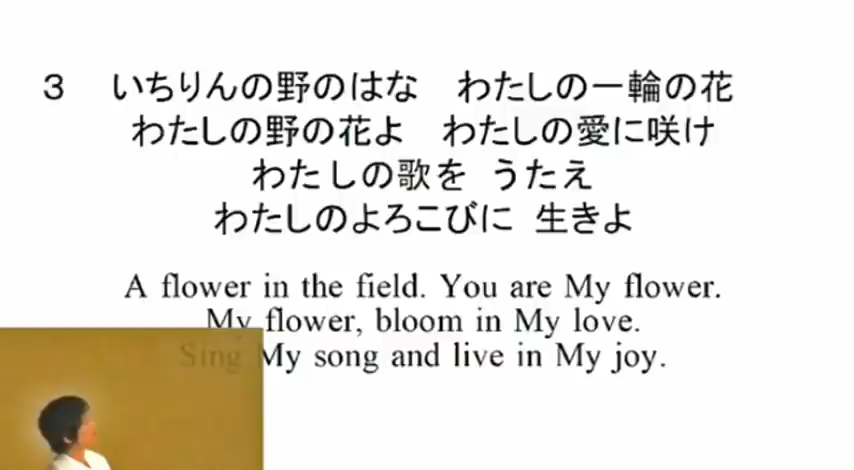 3 いちりんの野のはな わたしの一輪の花
わたしの野の花よ わたしの愛に咲け
わたしの歌を うたえ
わたしのよろこびに 生きよ
A flower in the field. You are My flower.
My flower, bloom in My love.
Sing My song and live in My joy.